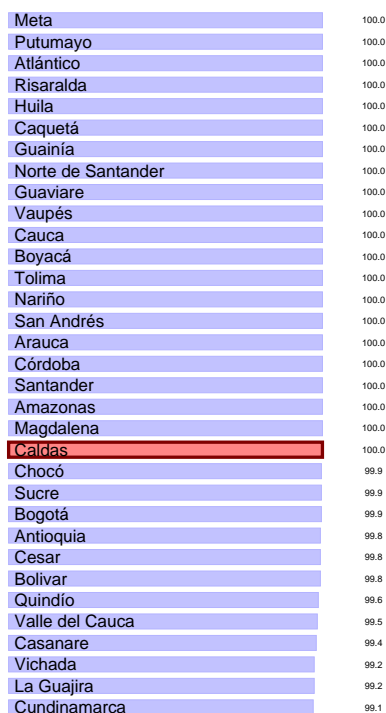 Meta 100.0
Putumayo 100.0
Atlántico 100.0
Risaralda 100.0
Huila 100.0
Caquetá 100.0
Guainía 100.0
Norte de Santander 100.0
Guaviare 100.0
Vaupés 100.0
Cauca 100.0
Boyacá 100.0
Tolima 100.0
Nariño 100.0
San Andrés 100.0
Arauca 100.0
Córdoba 100.0
Santander 100.0
Amazonas 100.0
Magdalena 100.0
Caldas 100.0
Chocó 99.9
Sucre 99.9
Bogotá 99.9
Antioquia 99.8
Cesar 99.8
Bolivar 99.8
Quindío 99.6
Valle del Cauca 99.5
Casanare 99.4
Vichada 99.2
La Guajira 99.2
Cundinamarca 99.1